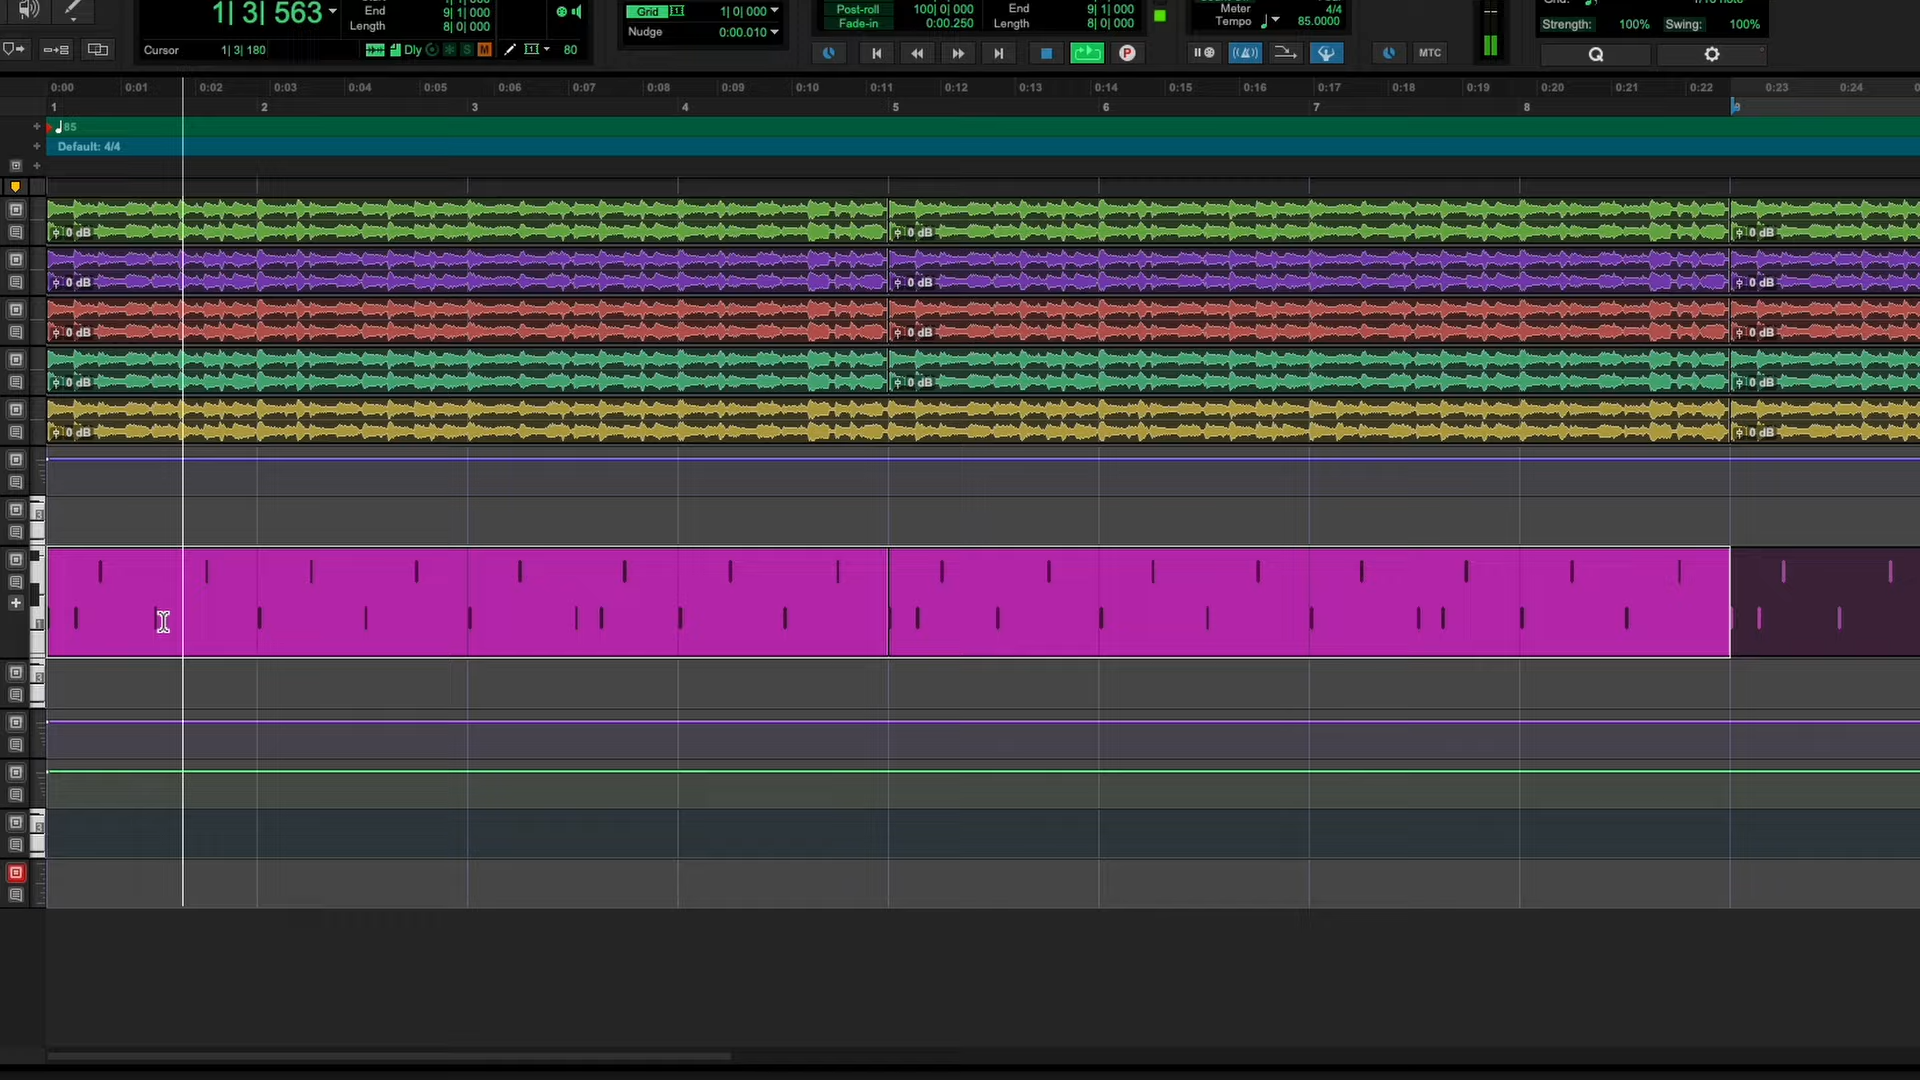 1| 3| 563
End 9| 1| 000
Length 8| 0| 000
Cursor 1| 3| 180
Dly S M 80
Grid 1| 0| 000
Nudge 0:00.010
Post-roll 100| 0| 000
Fade-in 0:00.250
End 9| 1| 000
Length 8| 0| 000
P
Meter 4/4
Tempo 85.0000
MTC
Strength: 100% Swing: 100%
Q
0:00 0:01 0:02 0:03 0:04 0:05 0:06 0:07 0:08 0:09 0:10 0:11 0:12 0:13 0:14 0:15 0:16 0:17 0:18 0:19 0:20 0:21 0:22 0:23 0:24
1 2 3 4 5 6 7 8 9
85
Default: 4/4
0 dB 0 dB 0 dB
0 dB 0 dB 0 dB
0 dB 0 dB 0 dB
0 dB 0 dB 0 dB
0 dB 0 dB 0 dB
3
1
3
3